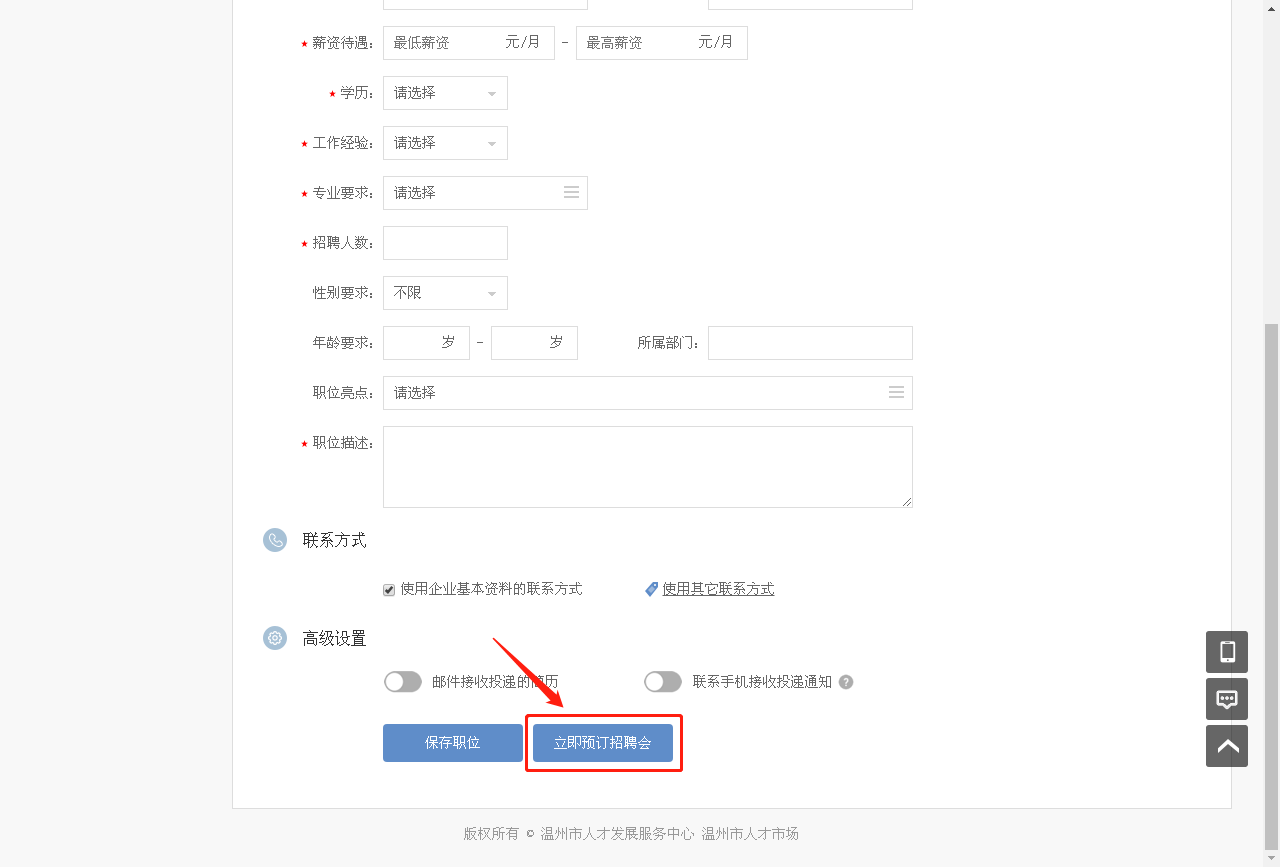 ★ 薪资待遇： 最低薪资 元/月 - 最高薪资 元/月
★ 学历： 请选择
★ 工作经验： 请选择
★ 专业要求： 请选择
★ 招聘人数：
性别要求： 不限
年龄要求： 岁 - 岁 所属部门：
职位亮点： 请选择
★ 职位描述：
联系方式
使用企业基本资料的联系方式 使用其它联系方式
高级设置
邮件接收投递的简历 联系手机接收投递通知 ?
保存职位 立即预订招聘会
版权所有 © 温州市人才发展服务中心 温州市人才市场